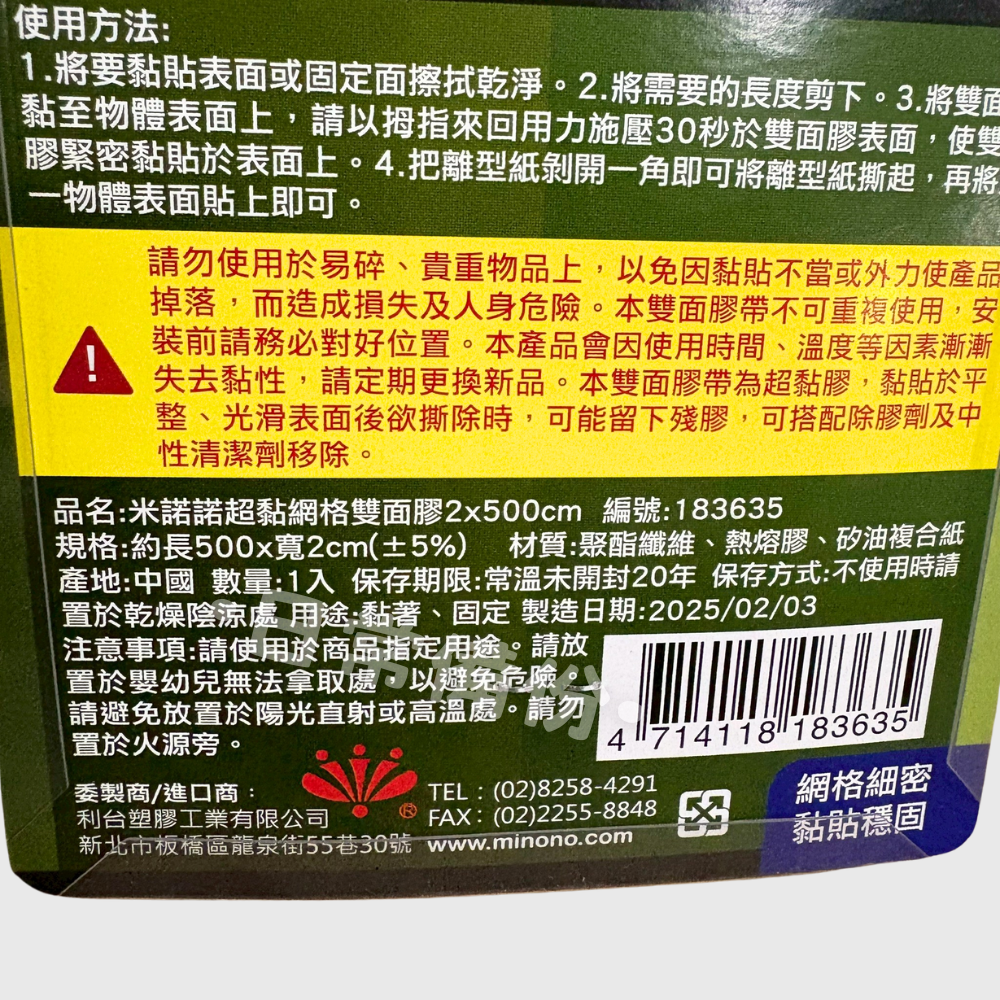 使用方法:
1.將要黏貼表面或固定面擦拭乾淨。2.將需要的長度剪下。3.將雙面
黏至物體表面上，請以拇指來回用力施壓30秒於雙面膠表面，使雙
膠緊密黏貼於表面上。4.把離型紙剝開一角即可將離型紙撕起，再將
一物體表面貼上即可。
請勿使用於易碎、貴重物品上，以免因黏貼不當或外力使產品
掉落，而造成損失及人身危險。本雙面膠帶不可重複使用，安
裝前請務必對好位置。本產品會因使用時間、溫度等因素漸漸
失去黏性，請定期更換新品。本雙面膠帶為超黏膠，黏貼於平
整、光滑表面後欲撕除時，可能留下殘膠，可搭配除膠劑及中
性清潔劑移除。
品名:米諾諾超黏網格雙面膠2x500cm 編號:183635
規格:約長500x寬2cm(±5%) 材質:聚酯纖維、熱熔膠、矽油複合紙
產地:中國 數量:1入 保存期限:常溫未開封20年 保存方式:不使用時請
置於乾燥陰涼處 用途:黏著、固定 製造日期:2025/02/03
注意事項:請使用於商品指定用途。請放
置於嬰幼兒無法拿取處，以避免危險。
請避免放置於陽光直射或高溫處。請勿
置於火源旁。
日常備份
4 714118 183635
委製商/進口商：
利台塑膠工業有限公司
新北市板橋區龍泉街55巷30號
®
TEL：(02)8258-4291
FAX：(02)2255-8848
www.minono.com
網格細密
黏貼穩固